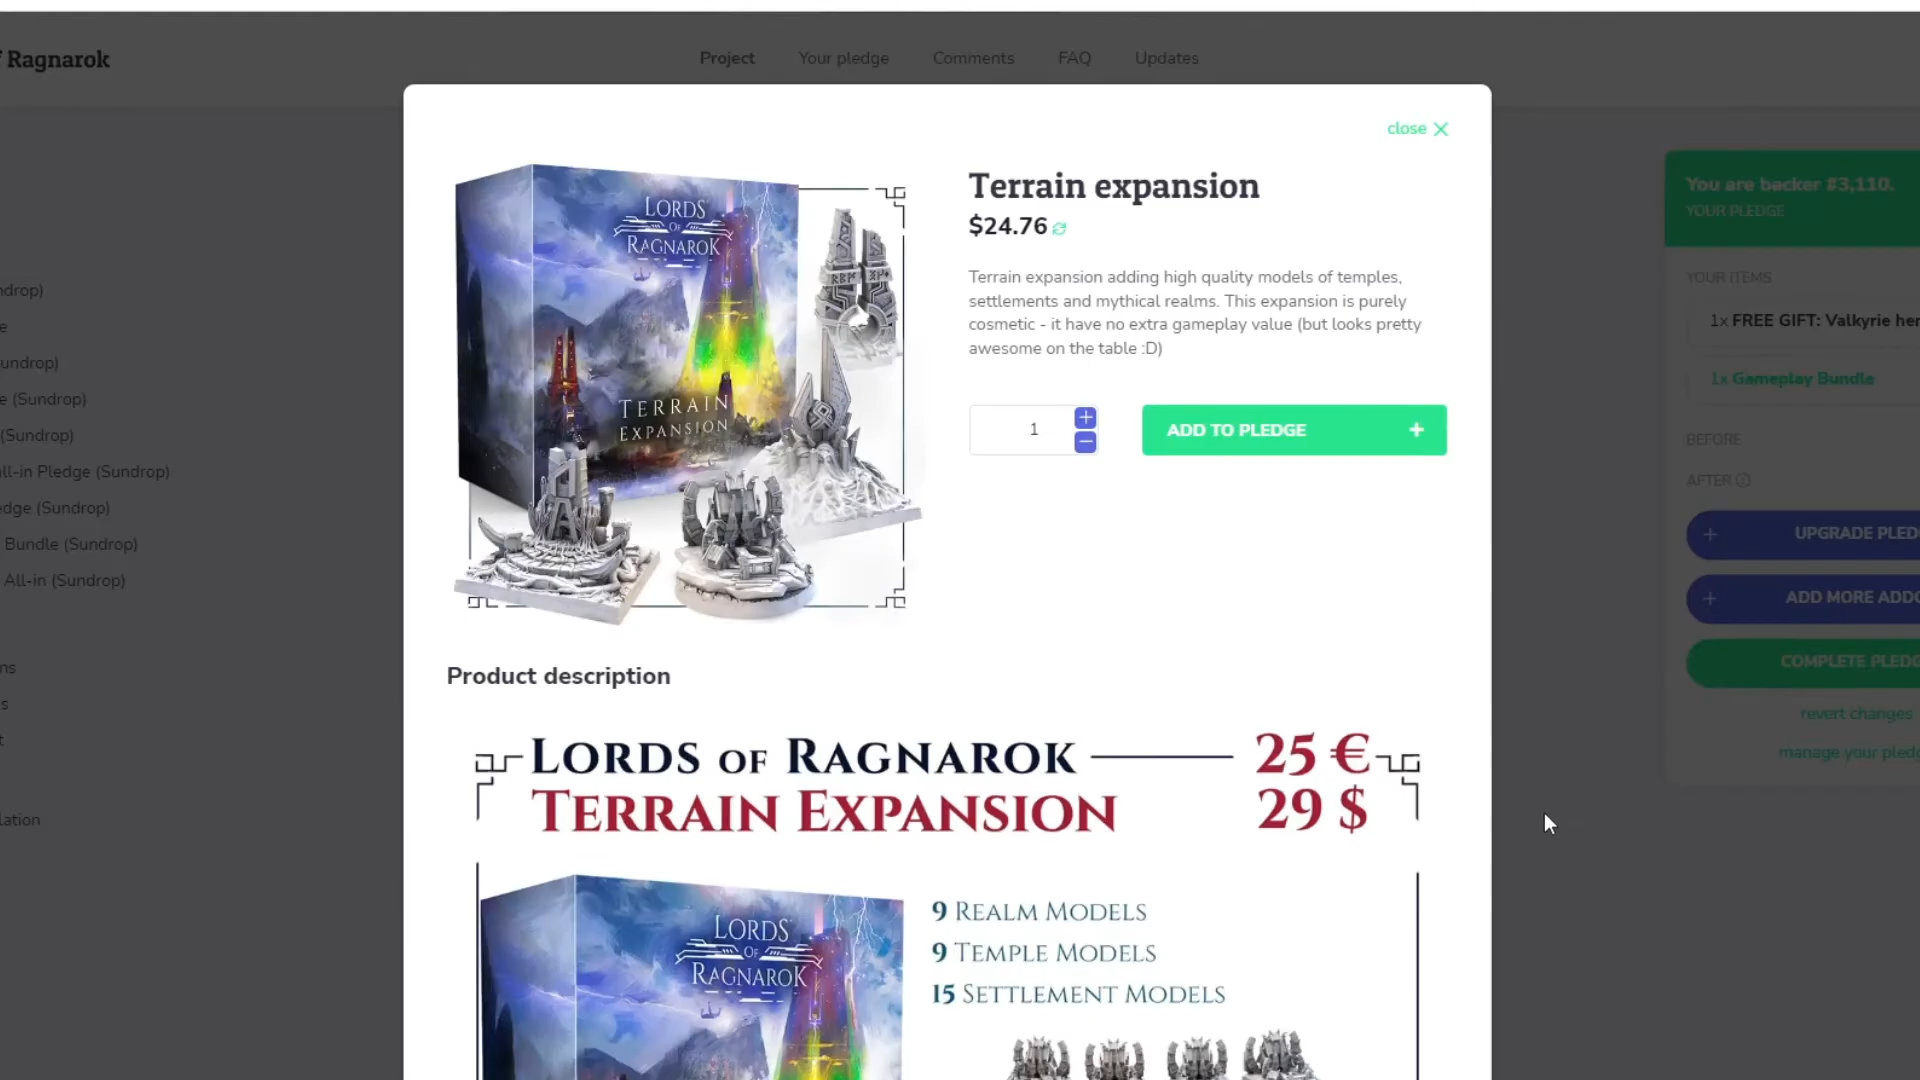 Ragnarok
Project
Your pledge
Comments
FAQ
Updates
close
LORDS
OF
RAGNAROK
TERRAIN
EXPANSION
Terrain expansion
$24.76
Terrain expansion adding high quality models of temples,
settlements and mythical realms. This expansion is purely
cosmetic - it have no extra gameplay value (but looks pretty
awesome on the table :D)
1
ADD TO PLEDGE +
You are backer #3,110.
YOUR PLEDGE
YOUR ITEMS
1x FREE GIFT: Valkyrie her
1x Gameplay Bundle
BEFORE
AFTER
+ UPGRADE PLED
+ ADD MORE ADDO
COMPLETE PLEDG
revert changes
manage your pledg
ndrop)
e
undrop)
e (Sundrop)
(Sundrop)
ll-in Pledge (Sundrop)
edge (Sundrop)
Bundle (Sundrop)
All-in (Sundrop)
ns
s
t
lation
Product description
LORDS OF RAGNAROK 25 €
TERRAIN EXPANSION 29 $
LORDS
OF
RAGNAROK
9 REALM MODELS
9 TEMPLE MODELS
15 SETTLEMENT MODELS